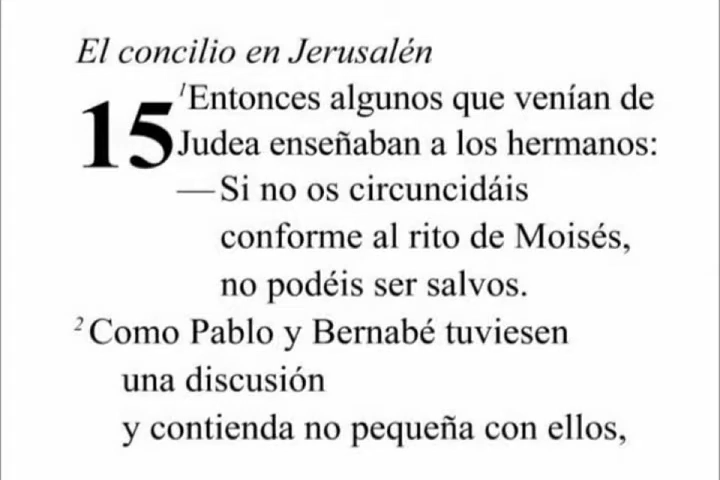 El concilio en Jerusalén
15 1Entonces algunos que venían de
Judea enseñaban a los hermanos:
—Si no os circuncidáis
conforme al rito de Moisés,
no podéis ser salvos.
2Como Pablo y Bernabé tuviesen
una discusión
y contienda no pequeña con ellos,